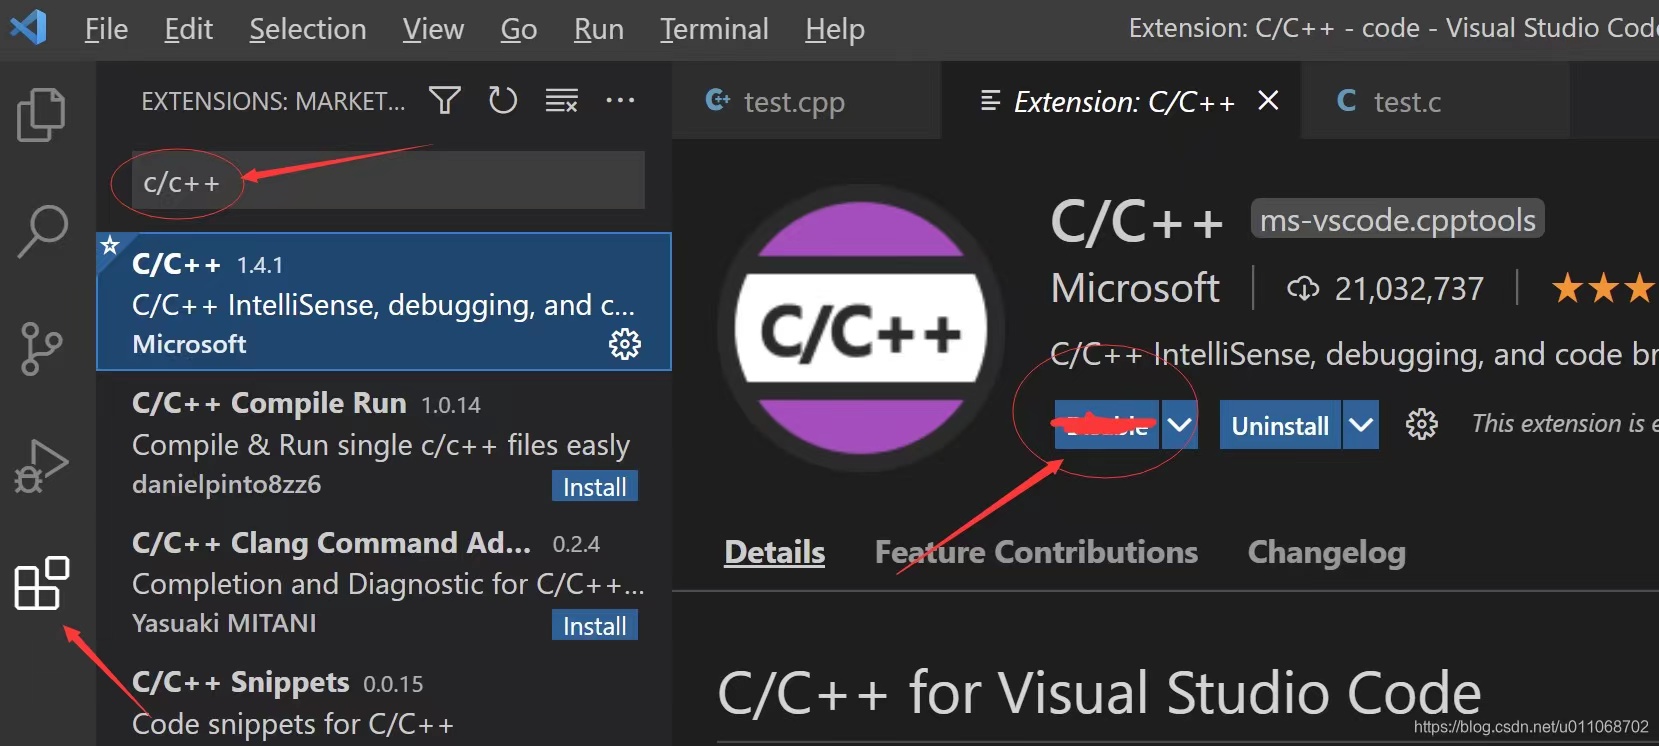 File Edit Selection View Go Run Terminal Help
Extension: C/C++ - code - Visual Studio Code
EXTENSIONS: MARKET...
test.cpp
Extension: C/C++
C test.c
c/c++
C/C++ 1.4.1
C/C++ IntelliSense, debugging, and c...
Microsoft
C/C++ Compile Run 1.0.14
Compile & Run single c/c++ files easly
danielpinto8zz6
Install
C/C++ Clang Command Ad... 0.2.4
Completion and Diagnostic for C/C++...
Yasuaki MITANI
Install
C/C++ Snippets 0.0.15
Code snippets for C/C++
C/C++
C/C++ ms-vscode.cpptools
Microsoft 21,032,737
C/C++ IntelliSense, debugging, and code br
Uninstall
This extension is e
Details Feature Contributions Changelog
C/C++ for Visual Studio Code
https://blog.csdn.net/u011068702